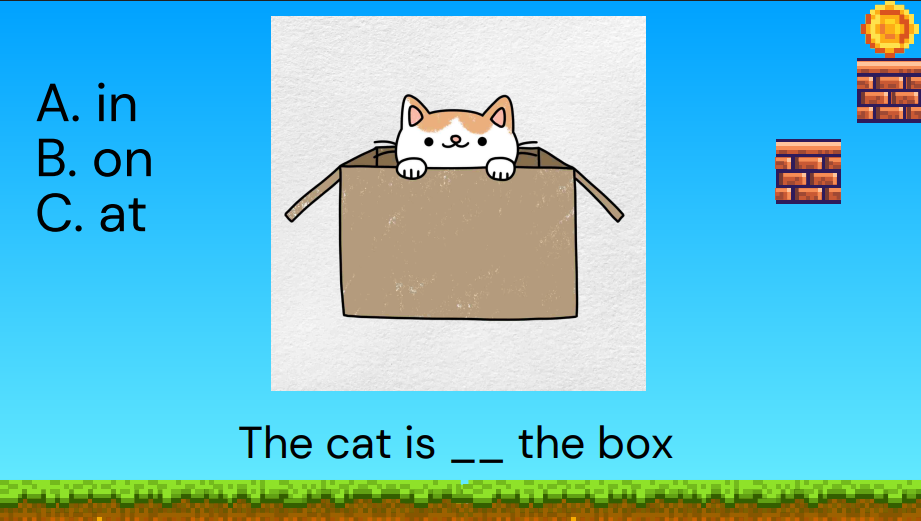 A. in
B. on
C. at
The cat is __ the box